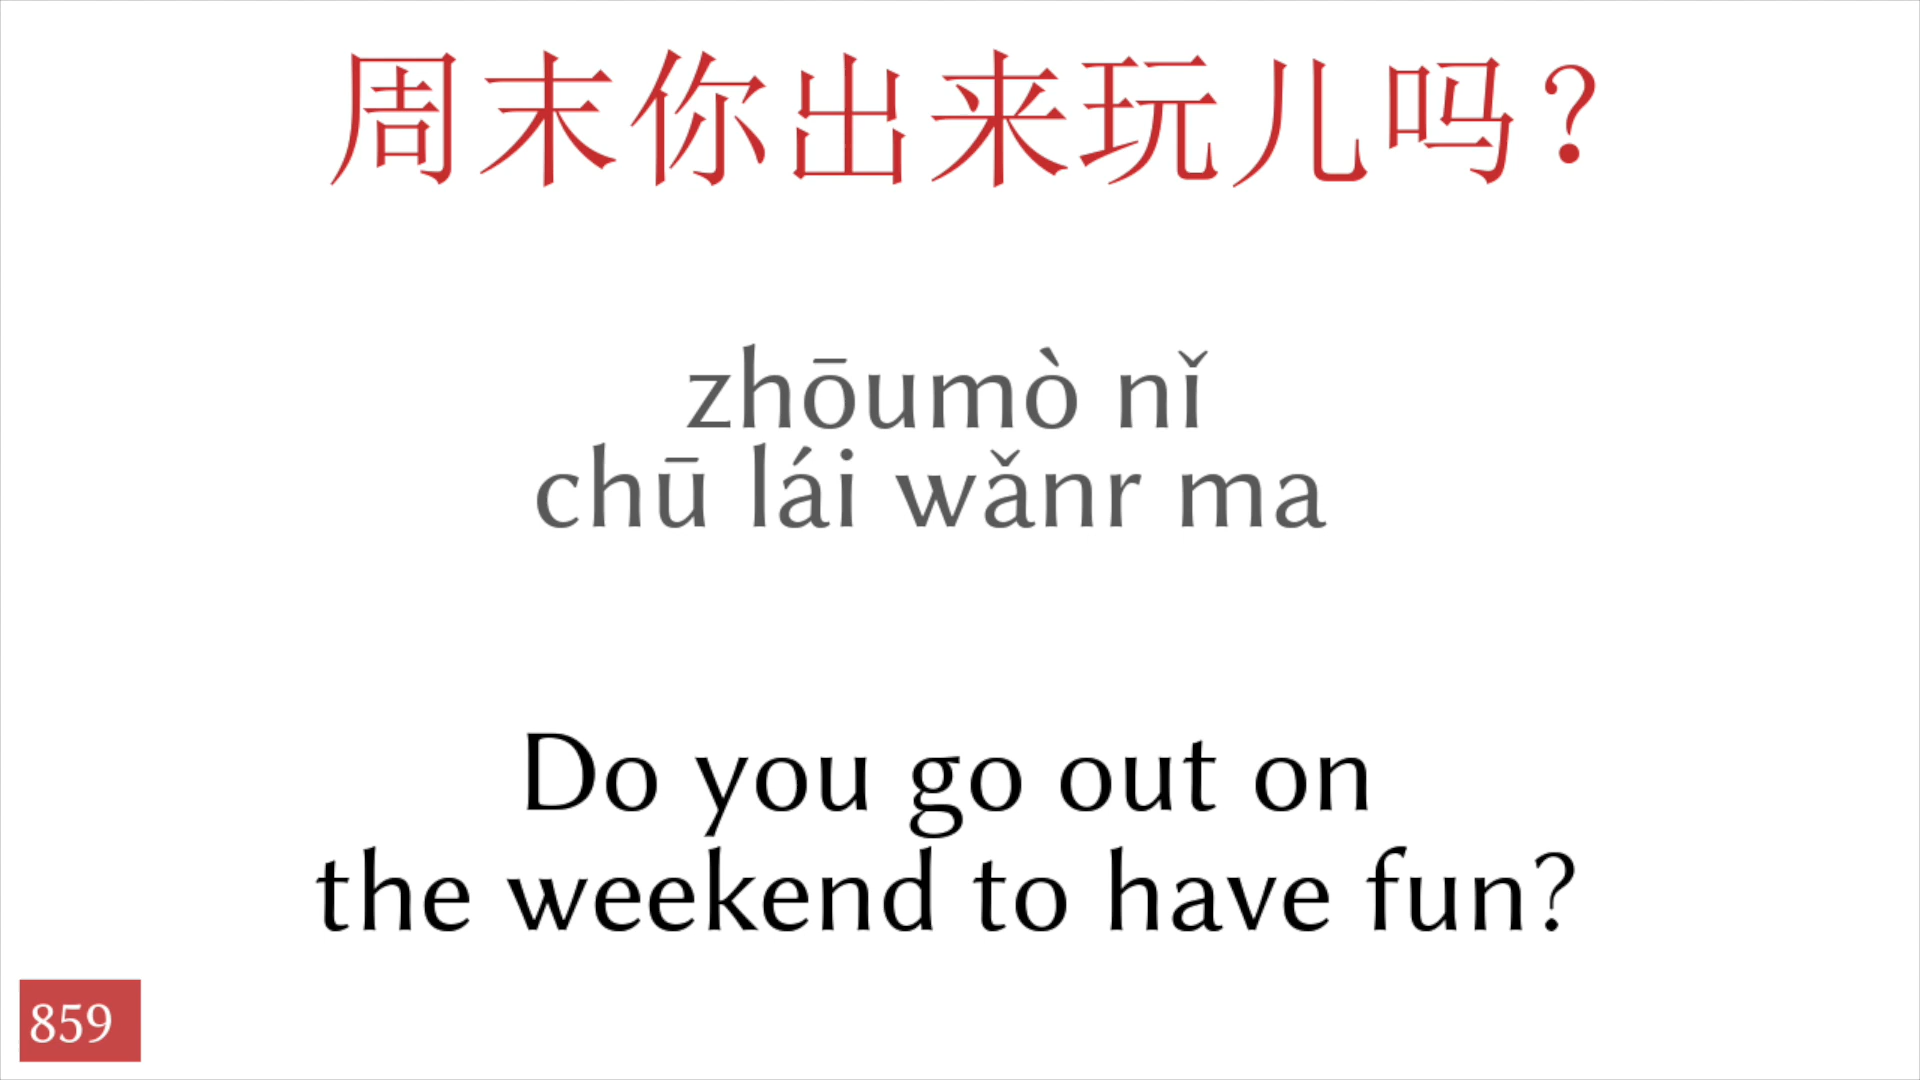 周末你出来玩儿吗？
zhōumò nǐ
chū lái wǎnr ma
Do you go out on
the weekend to have fun?
859